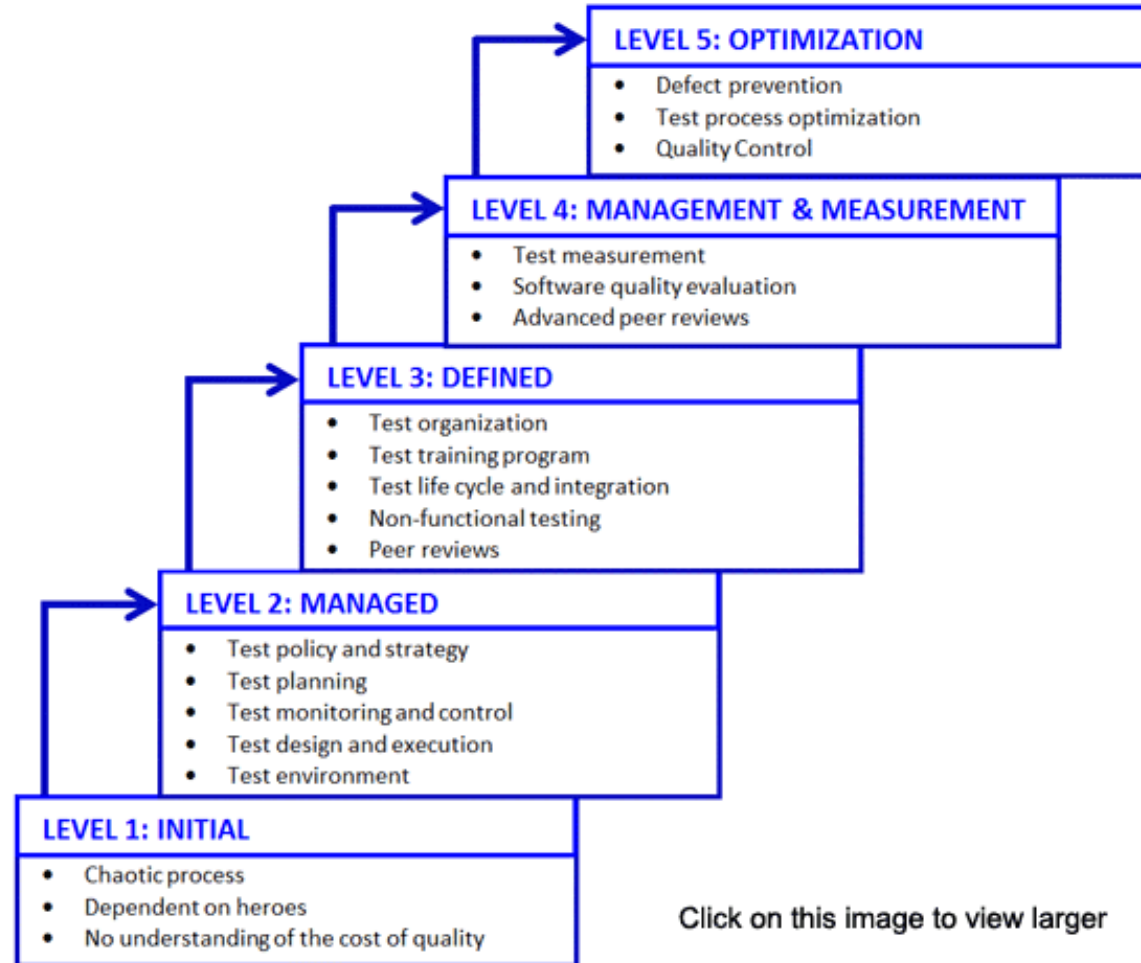 LEVEL 5: OPTIMIZATION
• Defect prevention
• Test process optimization
• Quality Control
LEVEL 4: MANAGEMENT & MEASUREMENT
• Test measurement
• Software quality evaluation
• Advanced peer reviews
LEVEL 3: DEFINED
• Test organization
• Test training program
• Test life cycle and integration
• Non-functional testing
• Peer reviews
LEVEL 2: MANAGED
• Test policy and strategy
• Test planning
• Test monitoring and control
• Test design and execution
• Test environment
LEVEL 1: INITIAL
• Chaotic process
• Dependent on heroes
• No understanding of the cost of quality
Click on this image to view larger